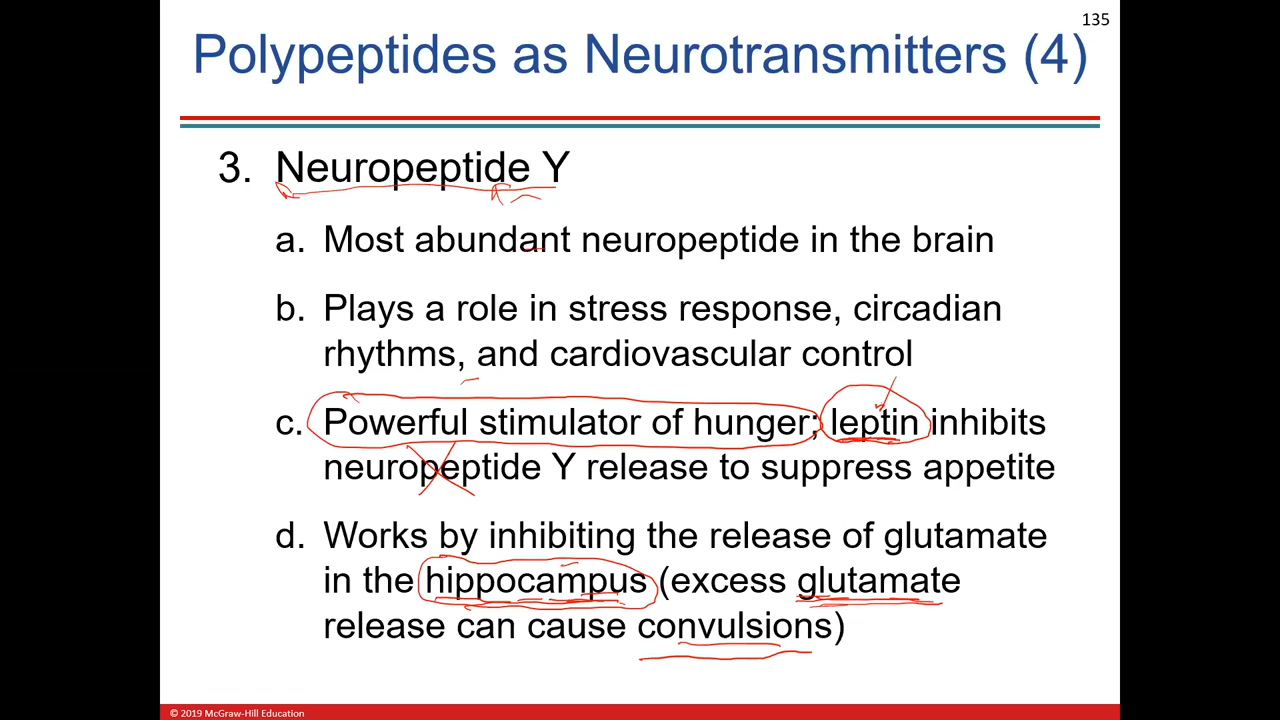 135
Polypeptides as Neurotransmitters (4)
3. Neuropeptide Y
a. Most abundant neuropeptide in the brain
b. Plays a role in stress response, circadian
rhythms, and cardiovascular control
c. Powerful stimulator of hunger; leptin inhibits
neuropeptide Y release to suppress appetite
d. Works by inhibiting the release of glutamate
in the hippocampus (excess glutamate
release can cause convulsions)
© 2019 McGraw-Hill Education